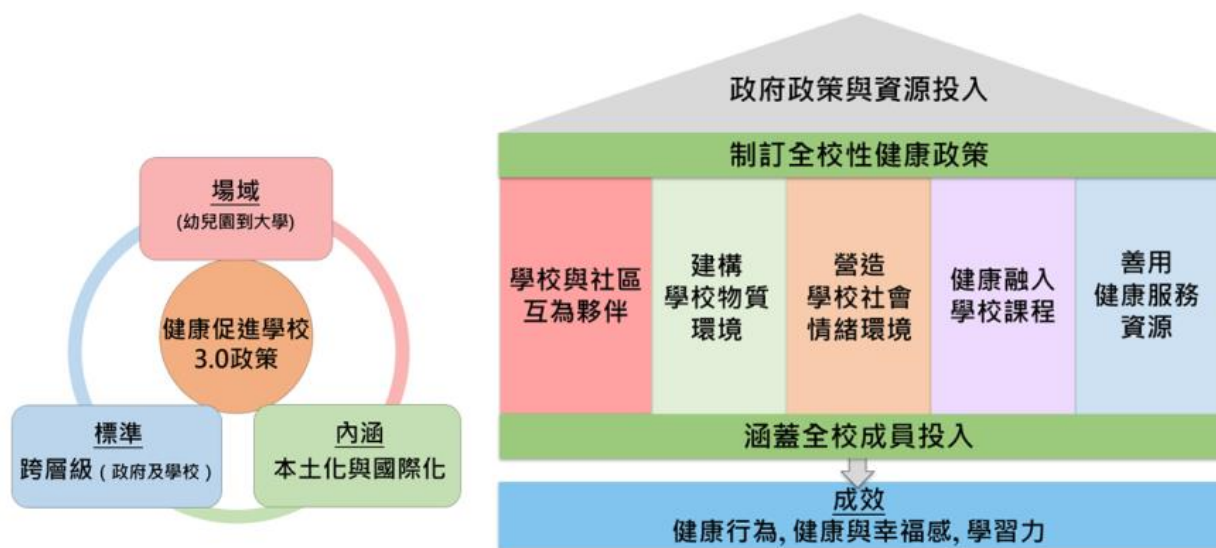 場域
(幼兒園到大學)
健康促進學校
3.0政策
標準
跨層級（政府及學校）
內涵
本土化與國際化
政府政策與資源投入
制訂全校性健康政策
學校與社區
互為夥伴
建構
學校物質
環境
營造
學校社會
情緒環境
健康融入
學校課程
善用
健康服務
資源
涵蓋全校成員投入
成效
健康行為, 健康與幸福感, 學習力